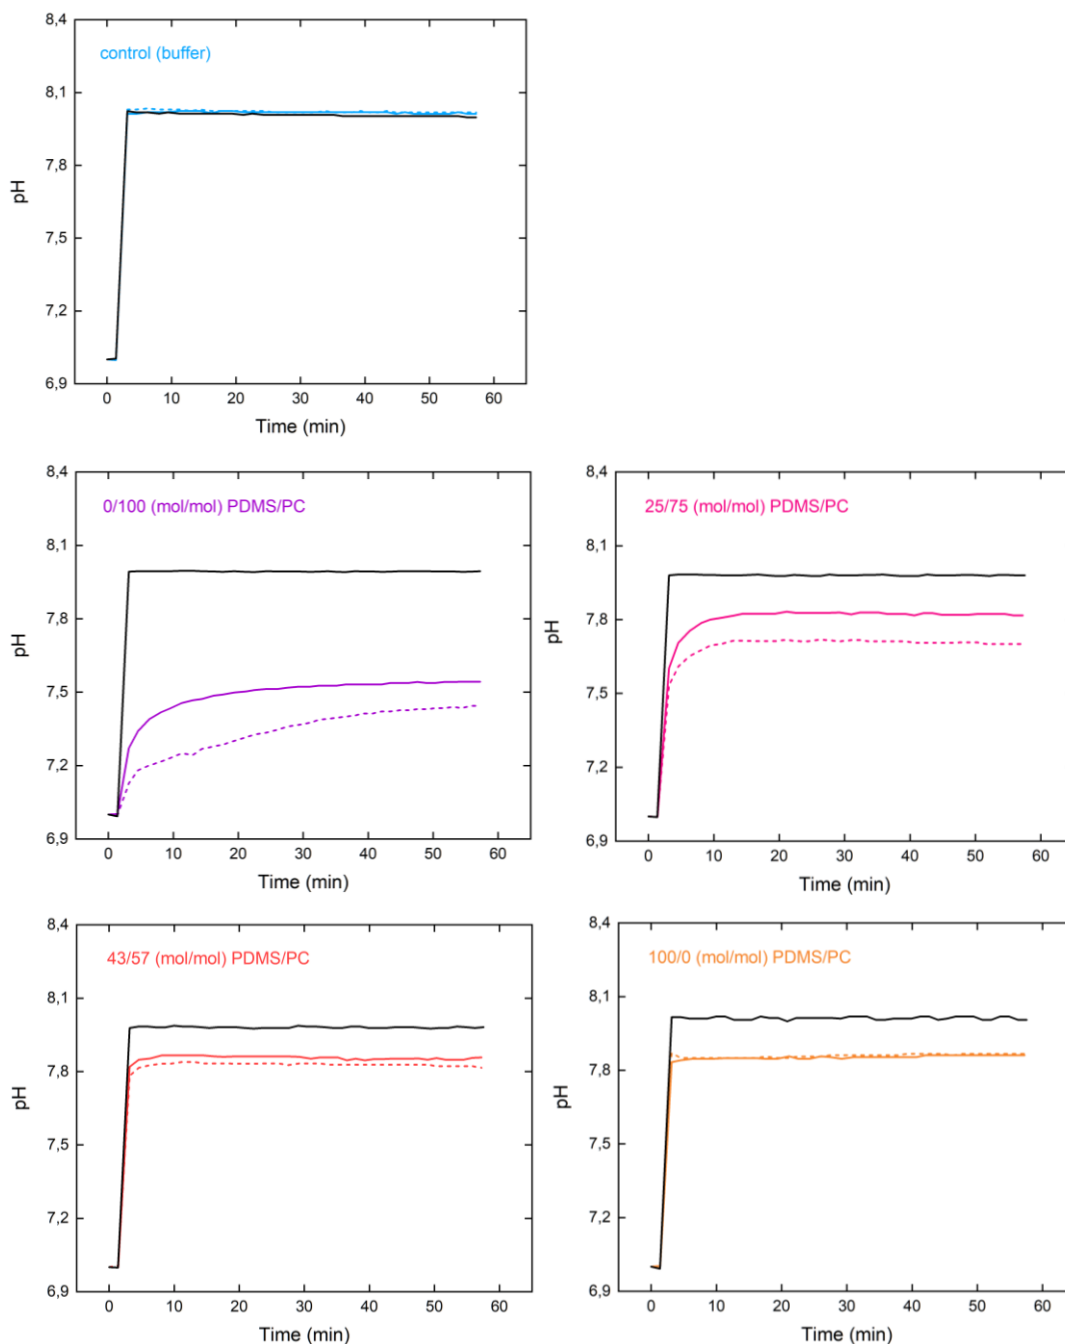 8,4
control (buffer)
8,1
7,8
pH
7,5
7,2
6,9
0 10 20 30 40 50 60
Time (min)
8,4
0/100 (mol/mol) PDMS/PC
8,1
7,8
pH
7,5
7,2
6,9
0 10 20 30 40 50 60
Time (min)
8,4
25/75 (mol/mol) PDMS/PC
8,1
7,8
pH
7,5
7,2
6,9
0 10 20 30 40 50 60
Time (min)
8,4
43/57 (mol/mol) PDMS/PC
8,1
7,8
pH
7,5
7,2
6,9
0 10 20 30 40 50 60
Time (min)
8,4
100/0 (mol/mol) PDMS/PC
8,1
7,8
pH
7,5
7,2
6,9
0 10 20 30 40 50 60
Time (min)